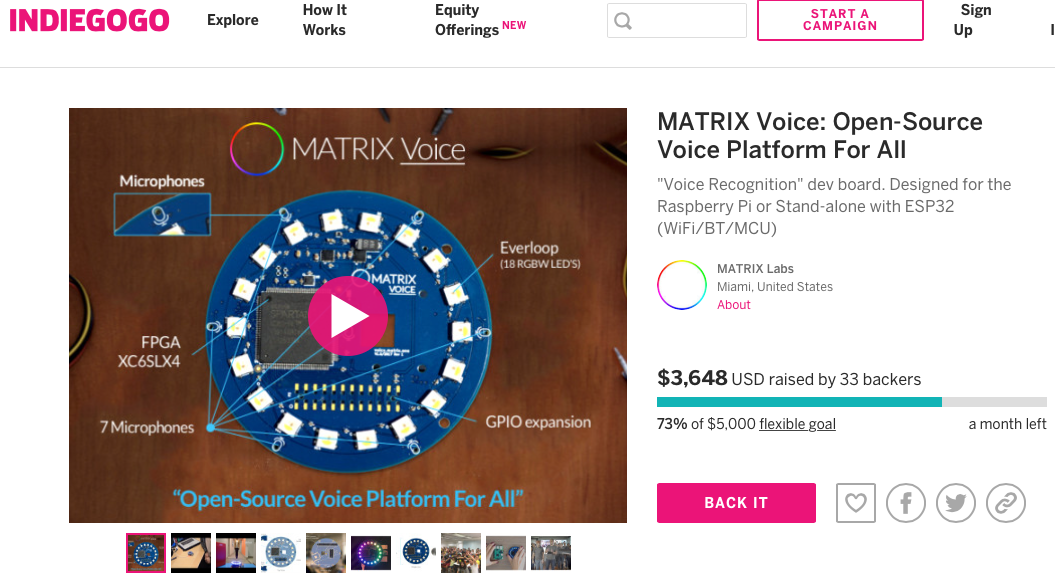 INDIEGOGO
Explore
How It
Works
Equity
Offerings NEW
START A
CAMPAIGN
Sign
Up
MATRIX Voice
Microphones
Everloop
(18 RGBW LED'S)
MATRIX
VOICE
SPARTAN
FPGA
XC6SLX4
7 Microphones
GPIO expansion
“Open-Source Voice Platform For All”
MATRIX Voice: Open-Source
Voice Platform For All
"Voice Recognition" dev board. Designed for the
Raspberry Pi or Stand-alone with ESP32
(WiFi/BT/MCU)
MATRIX Labs
Miami, United States
About
$3,648 USD raised by 33 backers
73% of $5,000 flexible goal
a month left
BACK IT